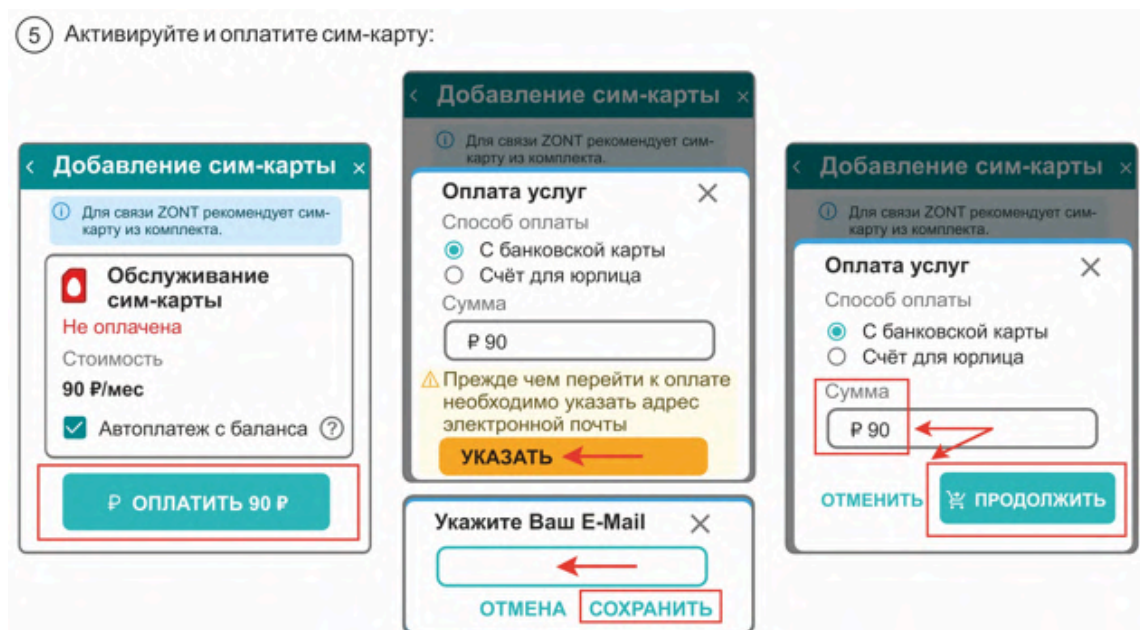 5 Активируйте и оплатите сим-карту:
< Добавление сим-карты ×
Для связи ZONT рекомендует сим-
карту из комплекта.
Обслуживание
сим-карты
Не оплачена
Стоимость
90 ₽/мес
Автоплатеж с баланса ?
₽ ОПЛАТИТЬ 90 ₽
< Добавление сим-карты ×
Для связи ZONT рекомендует сим-
карту из комплекта.
Оплата услуг
Способ оплаты
С банковской карты
Счёт для юрлица
Сумма
₽ 90
Прежде чем перейти к оплате
необходимо указать адрес
электронной почты
УКАЗАТЬ
Укажите Ваш E-Mail
ОТМЕНА СОХРАНИТЬ
< Добавление сим-карты ×
Для связи ZONT рекомендует сим-
карту из комплекта.
Оплата услуг
Способ оплаты
С банковской карты
Счёт для юрлица
Сумма
₽ 90
ОТМЕНИТЬ ПРОДОЛЖИТЬ